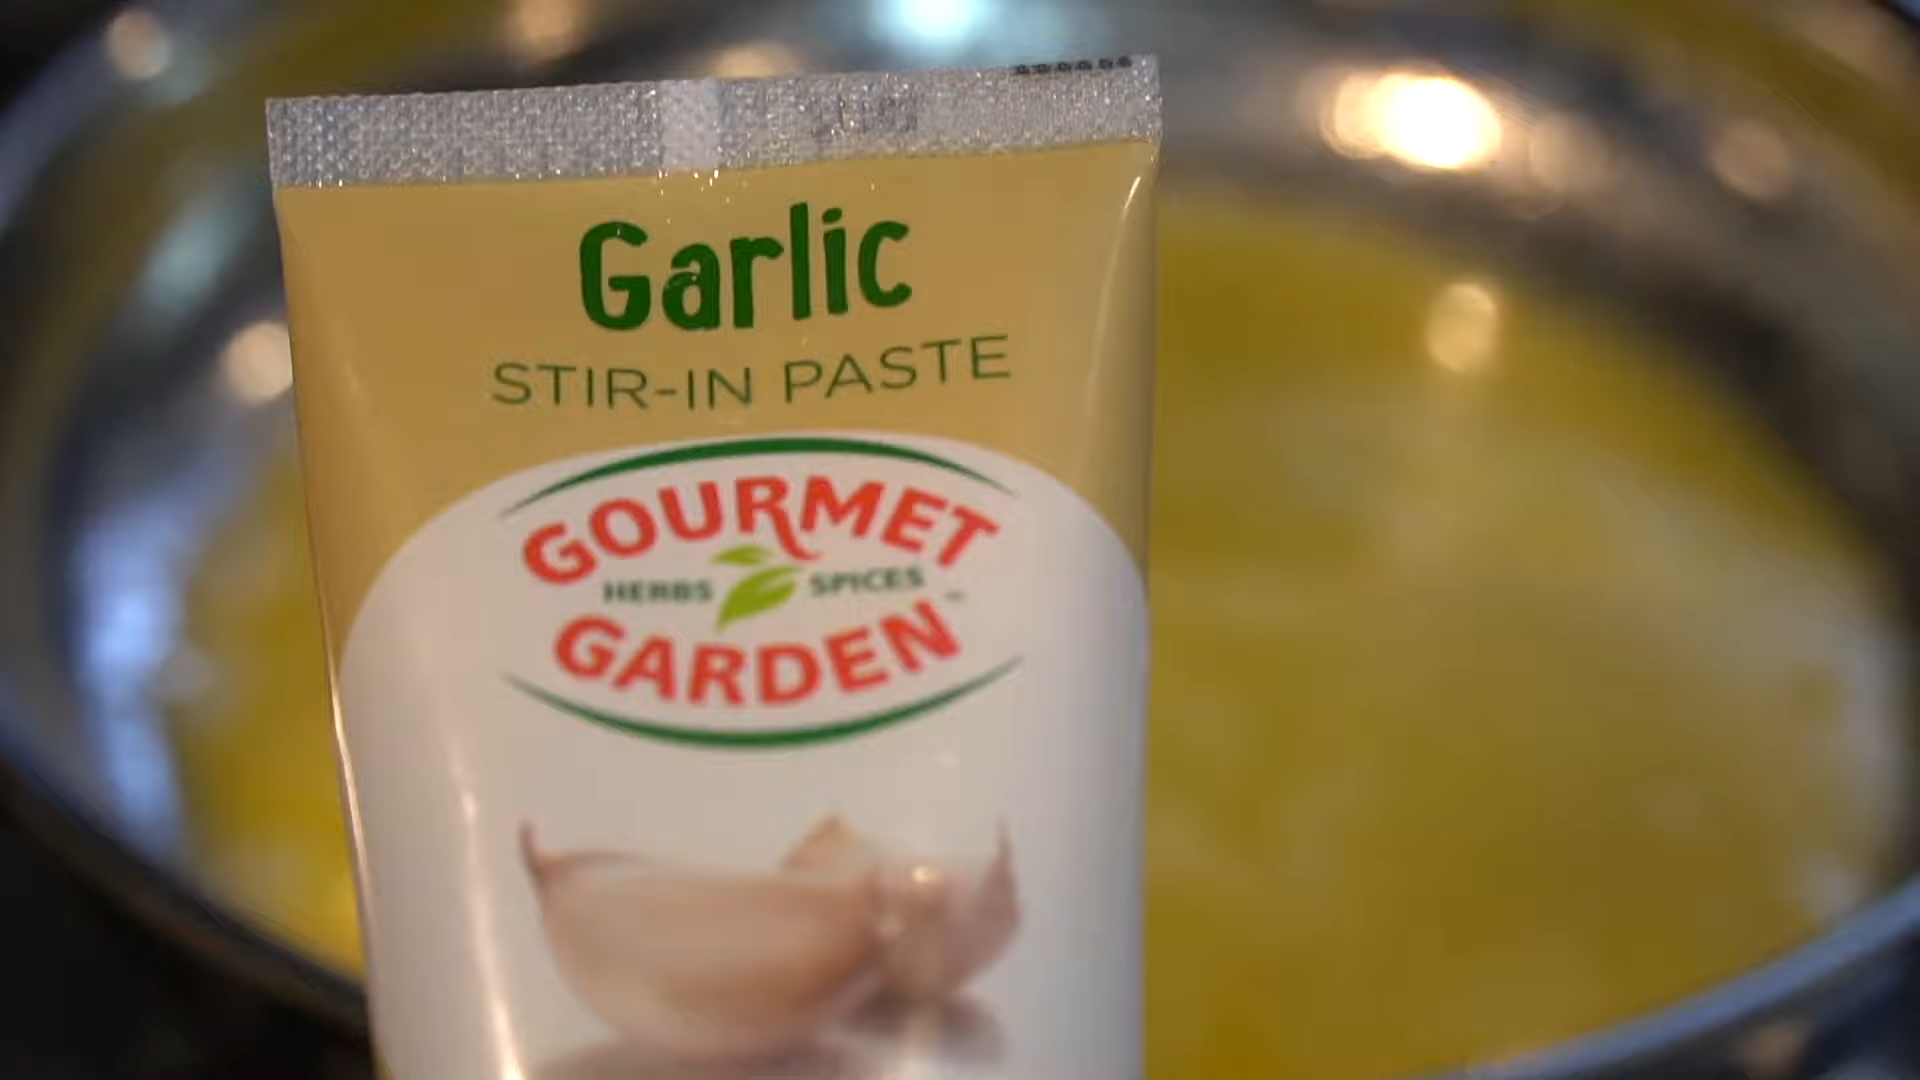 Garlic
STIR-IN PASTE
GOURMET
HERBS SPICES
GARDEN